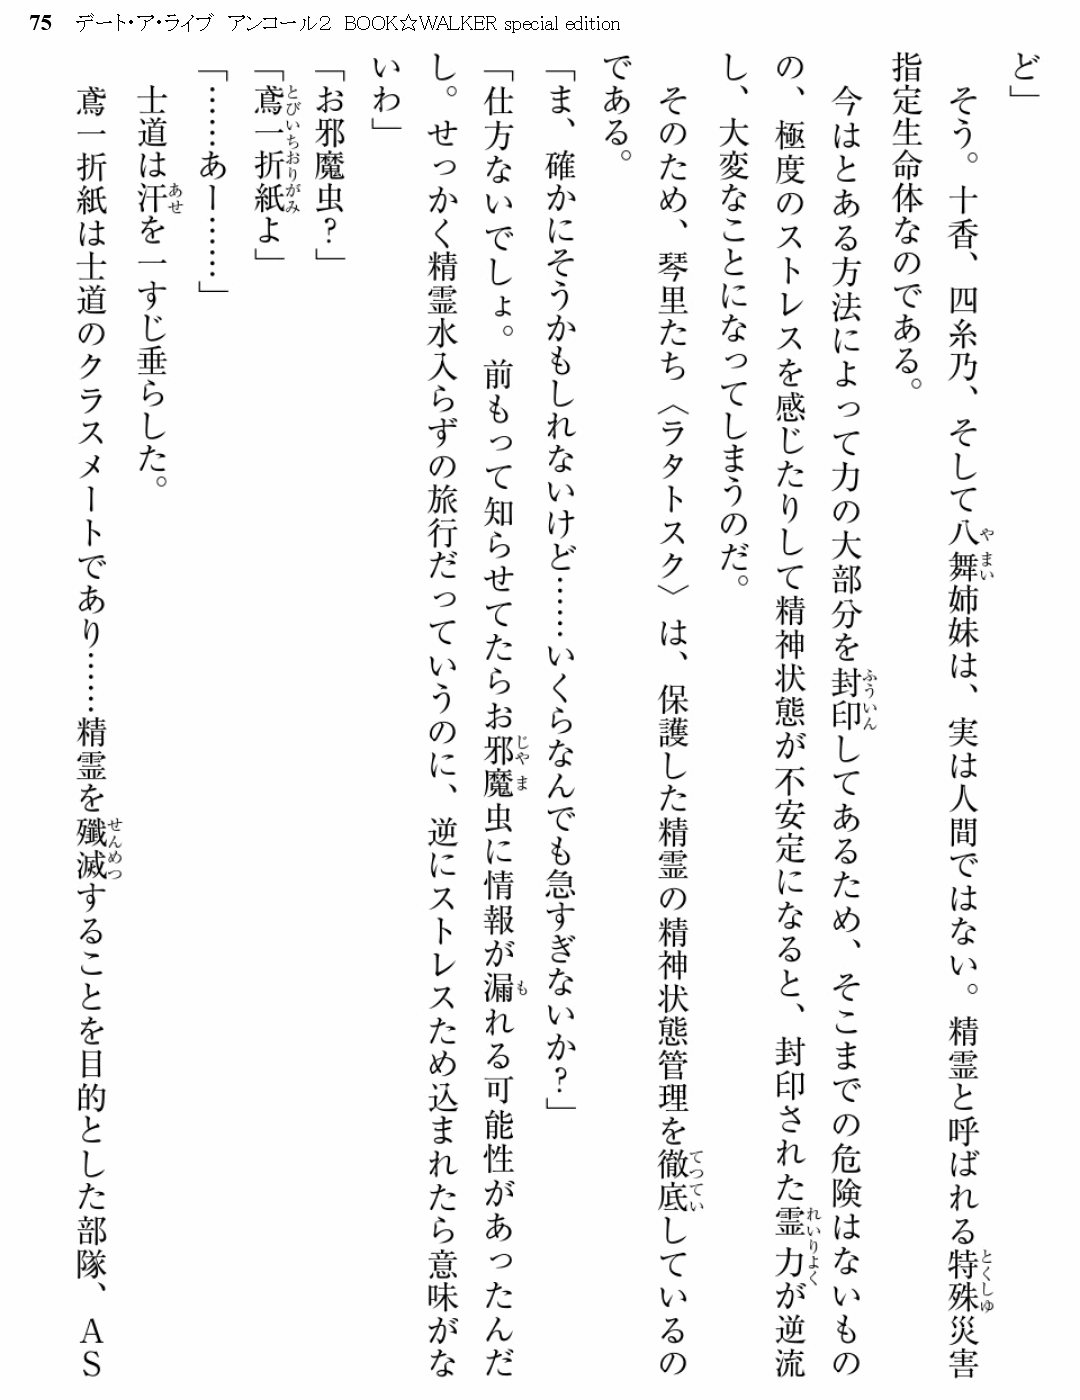 75 デート・ア・ライブ アンコール2 BOOK☆WALKER special edition
ど」
そう。十香、四糸乃、そして八舞姉妹は、実は人間ではない。精霊と呼ばれる特殊災害
指定生命体なのである。
今はとある方法によって力の大部分を封印してあるため、そこまでの危険はないもの
の、極度のストレスを感じたりして精神状態が不安定になると、封印された霊力が逆流
し、大変なことになってしまうのだ。
そのため、琴里たち〈ラタトスク〉は、保護した精霊の精神状態管理を徹底しているの
である。
「ま、確かにそうかもしれないけど……いくらなんでも急すぎないか？」
「仕方ないでしょ。前もって知らせてたらお邪魔虫に情報が漏れる可能性があったんだ
し。せっかく精霊水入らずの旅行だっていうのに、逆にストレスため込まれたら意味がな
いわ」
「お邪魔虫？」
「鳶一折紙よ」
「……あー……」
士道は汗を一すじ垂らした。
鳶一折紙は士道のクラスメートであり……精霊を殲滅することを目的とした部隊、AS